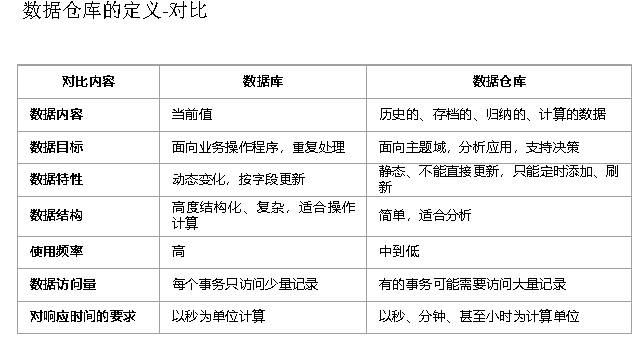 数据仓库的定义-对比
对比内容 数据库 数据仓库
数据内容 当前值 历史的、存档的、归纳的、计算的数据
数据目标 面向业务操作程序，重复处理 面向主题域，分析应用，支持决策
数据特性 动态变化，按字段更新 静态、不能直接更新，只能定时添加、刷
新
数据结构 高度结构化、复杂，适合操作
计算 简单，适合分析
使用频率 高 中到低
数据访问量 每个事务只访问少量记录 有的事务可能需要访问大量记录
对响应时间的要求 以秒为单位计算 以秒、分钟、甚至小时为计算单位